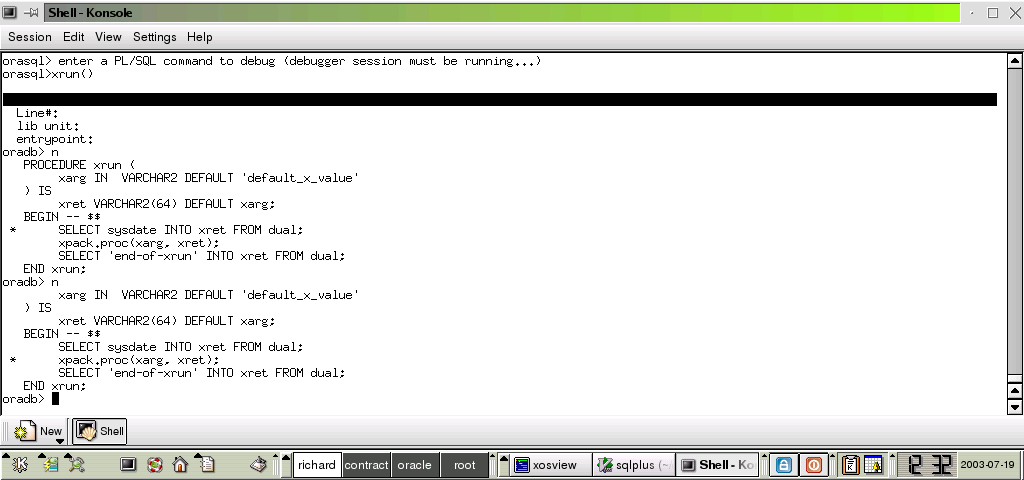 Shell - Konsole
Session Edit View Settings Help
orasql> enter a PL/SQL command to debug (debugger session must be running...)
orasql>xrun()
Line#:
lib unit:
entrypoint:
oradb> n
PROCEDURE xrun (
xarg IN  VARCHAR2 DEFAULT 'default_x_value'
) IS
xret VARCHAR2(64) DEFAULT xarg;
BEGIN -- $$
*      SELECT sysdate INTO xret FROM dual;
xpack.proc(xarg, xret);
SELECT 'end-of-xrun' INTO xret FROM dual;
END xrun;
oradb> n
xarg IN  VARCHAR2 DEFAULT 'default_x_value'
) IS
xret VARCHAR2(64) DEFAULT xarg;
BEGIN -- $$
SELECT sysdate INTO xret FROM dual;
*      xpack.proc(xarg, xret);
SELECT 'end-of-xrun' INTO xret FROM dual;
END xrun;
oradb>
New Shell
richard contract oracle root xosview sqlplus (~ Shell - Ko 2 32 2003-07-19